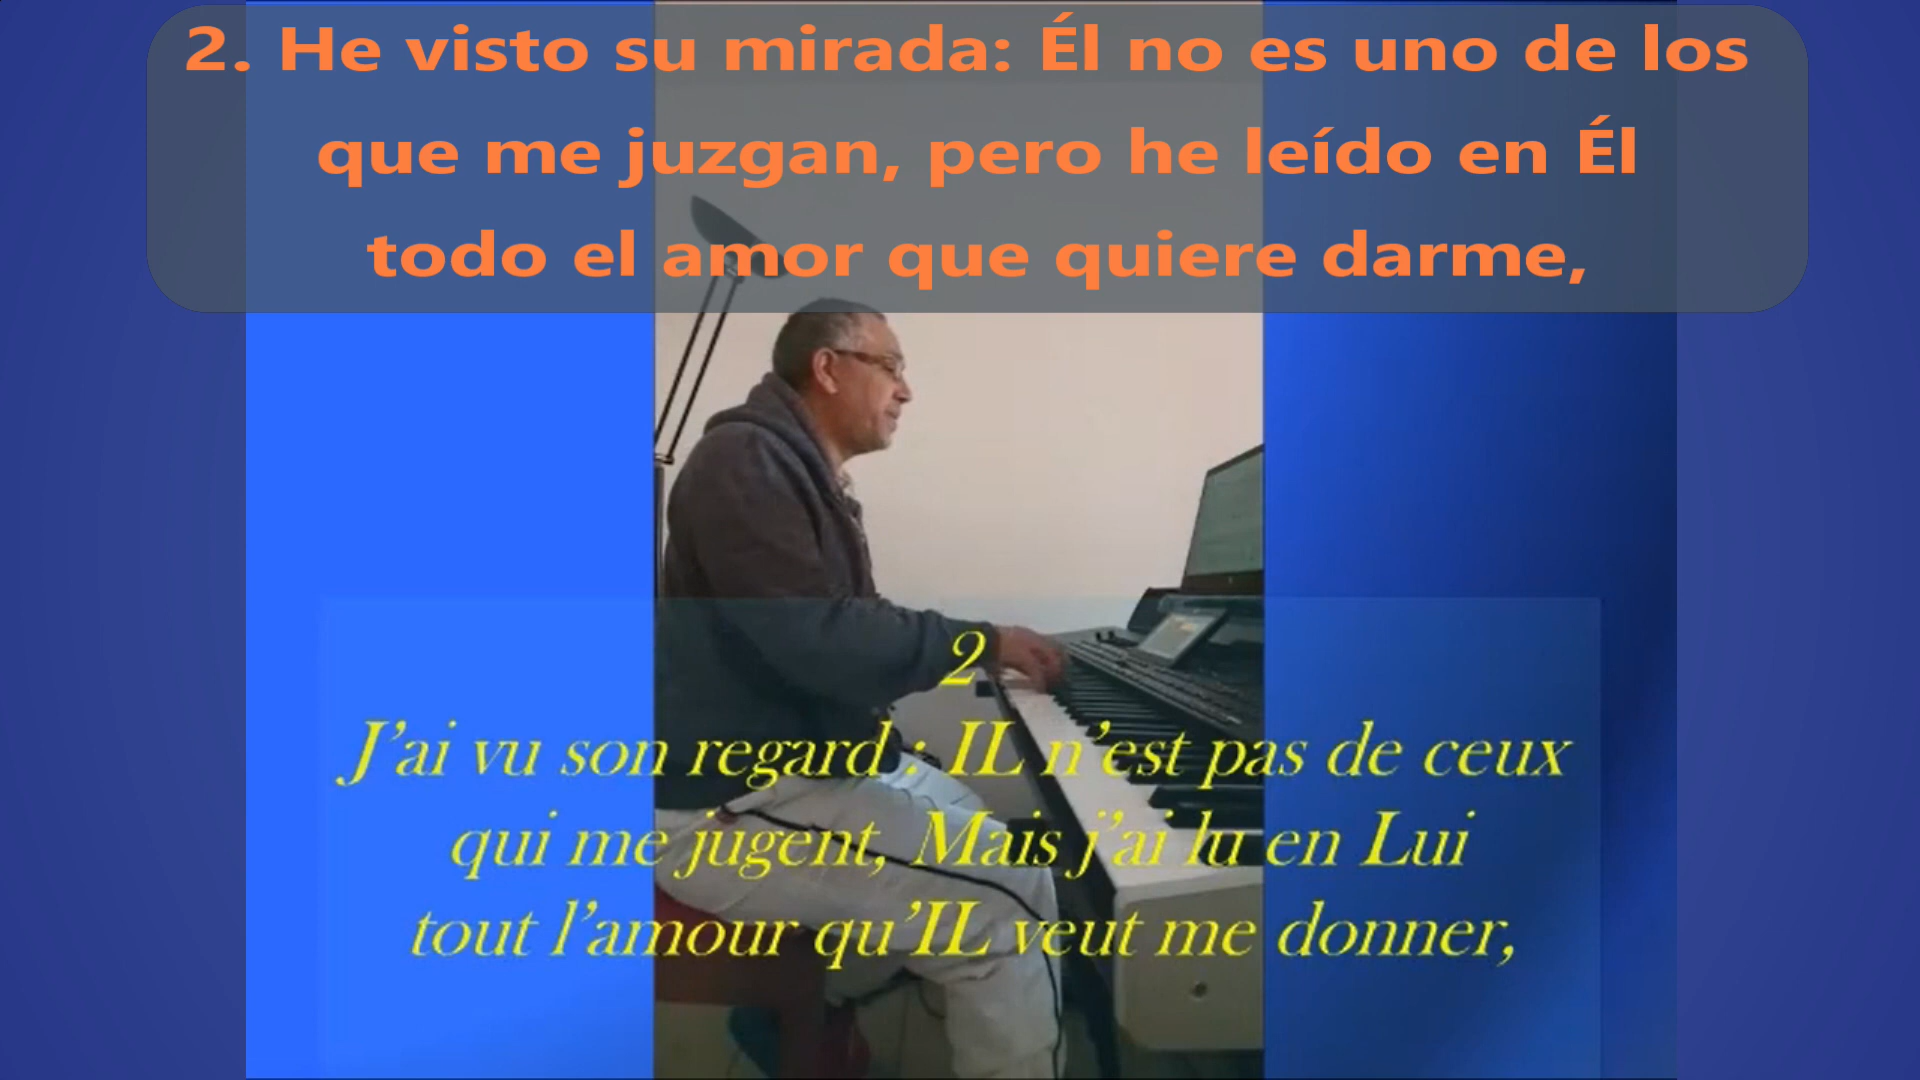 2. He visto su mirada: Él no es uno de los
que me juzgan, pero he leído en Él
todo el amor que quiere darme,
2
J'ai vu son regard : IL n'est pas de ceux
qui me jugent, Mais j'ai lu en Lui
tout l'amour qu'IL veut me donner,